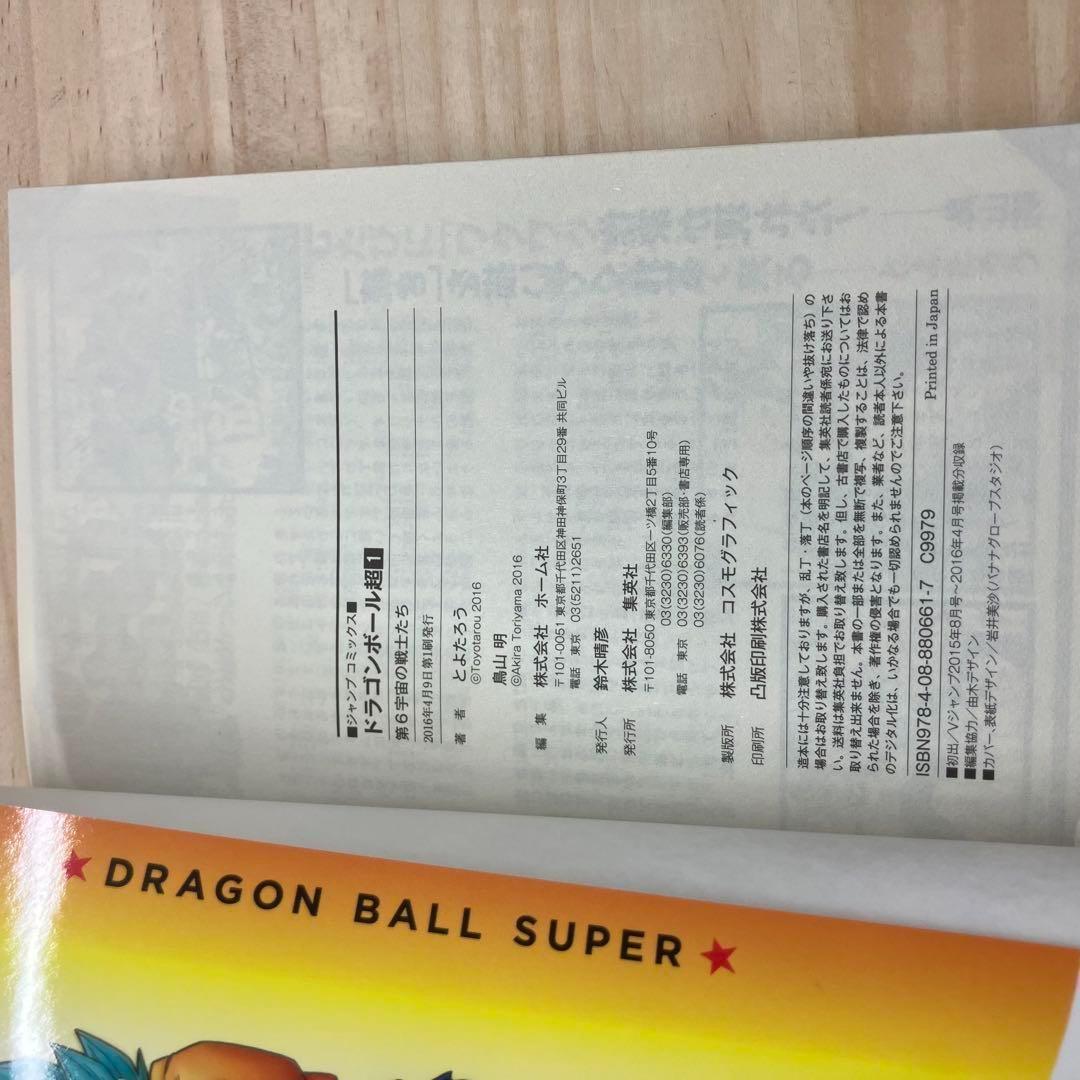 ■ジャンプ コミックス■
ドラゴンボール超 1
第6宇宙の戦士たち
2016年4月9日第1刷発行
著者 とよたろう
©Toyotarou 2016
鳥山 明
©Akira Toriyama 2016
編集 株式会社 ホーム社
〒101-0051 東京都千代田区神田神保町3丁目29番 共同ビル
電話 東京 03(5211)2651
発行人 鈴木晴彦
発行所 株式会社 集英社
〒101-8050 東京都千代田区一ツ橋2丁目5番10号
03(3230)6330(編集部)
電話 東京 03(3230)6393(販売部・書店専用)
03(3230)6076(読者係)
製版所 株式会社 コスモグラフィック
印刷所 凸版印刷株式会社
造本には十分注意しておりますが、乱丁・落丁(本のページ順序の間違いや抜け落ち)の
場合はお取り替え致します。購入された書店名を明記して、集英社読者係宛にお送り下さ
い。送料は集英社負担でお取り替え致します。但し、古書店で購入したものについてはお
取り替え出来ません。本書の一部または全部を無断で複写、複製することは、法律で認め
られた場合を除き、著作権の侵害となります。また、業者など、読者本人以外による本書
のデジタル化は、いかなる場合でも一切認められませんのでご注意下さい。
ISBN978-4-08-880661-7 C9979 Printed in Japan
■初出/Vジャンプ2015年8月号~2016年4月号掲載分収録
■編集協力/由木デザイン
■カバー、表紙デザイン/岩井美沙(バナナグローブスタジオ)
★ DRAGON BALL SUPER ★